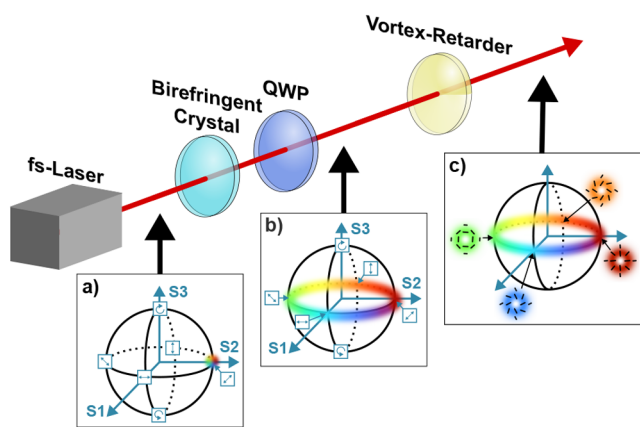 Vortex-Retarder
QWP
Birefringent
Crystal
fs-Laser
a)
S3
S2
S1
b)
S3
S2
S1
c)